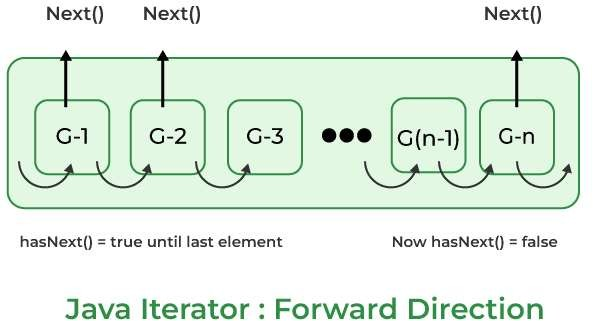 Next() Next() Next()
G-1 G-2 G-3 G(n-1) G-n
hasNext() = true until last element Now hasNext() = false
Java Iterator : Forward Direction